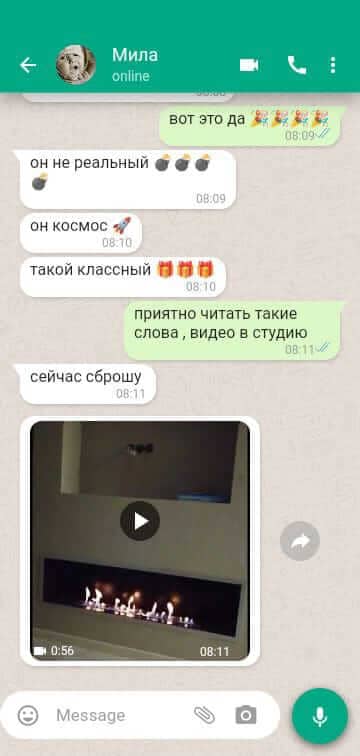 Мила
online
вот это да 🎉🎉🎉🎉
08:09
он не реальный 💣💣💣
💣
08:09
он космос 🚀
08:10
такой классный 🎁🎁🎁
08:10
приятно читать такие
слова , видео в студию
08:11
сейчас сброшу
08:11
0:56
08:11
Message